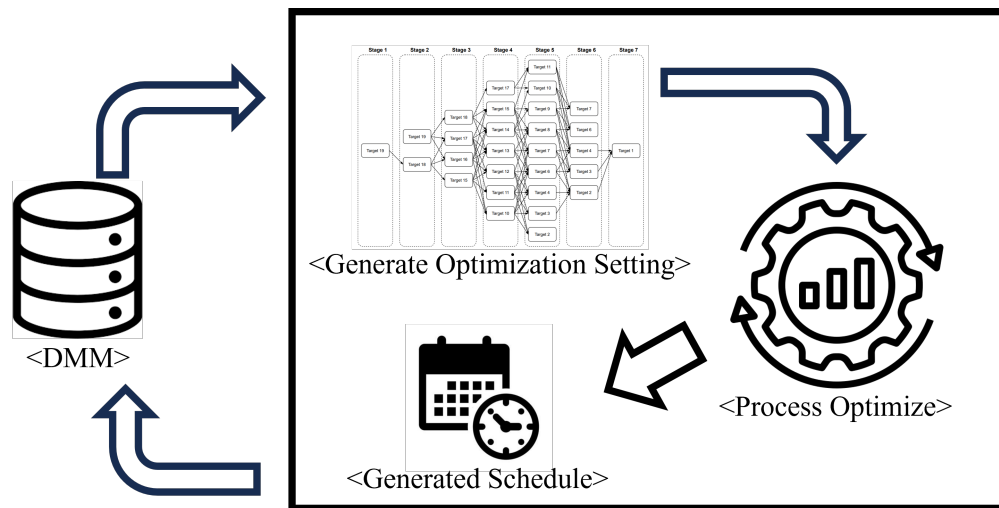 Stage 1 Stage 2 Stage 3 Stage 4 Stage 5 Stage 6 Stage 7
Target 11
Target 17 Target 10
Target 18 Target 15 Target 9 Target 7
Target 19 Target 17 Target 14 Target 8 Target 6
Target 19 Target 16 Target 13 Target 7 Target 4 Target 1
Target 18 Target 15 Target 12 Target 6 Target 3
Target 11 Target 4 Target 2
Target 10 Target 3
Target 2
<Generate Optimization Setting>
<DMM>
<Process Optimize>
<Generated Schedule>